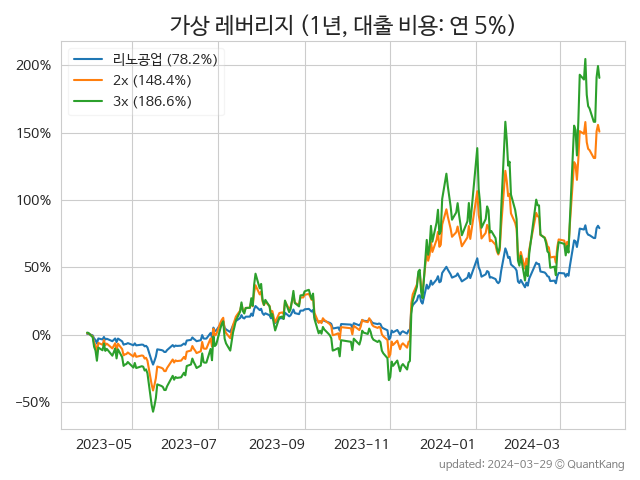 가상 레버리지 (1년, 대출 비용: 연 5%)
리노공업 (78.2%)
2x (148.4%)
3x (186.6%)
200%
150%
100%
50%
0%
−50%
2023-05 2023-07 2023-09 2023-11 2024-01 2024-03
updated: 2024-03-29 © QuantKang